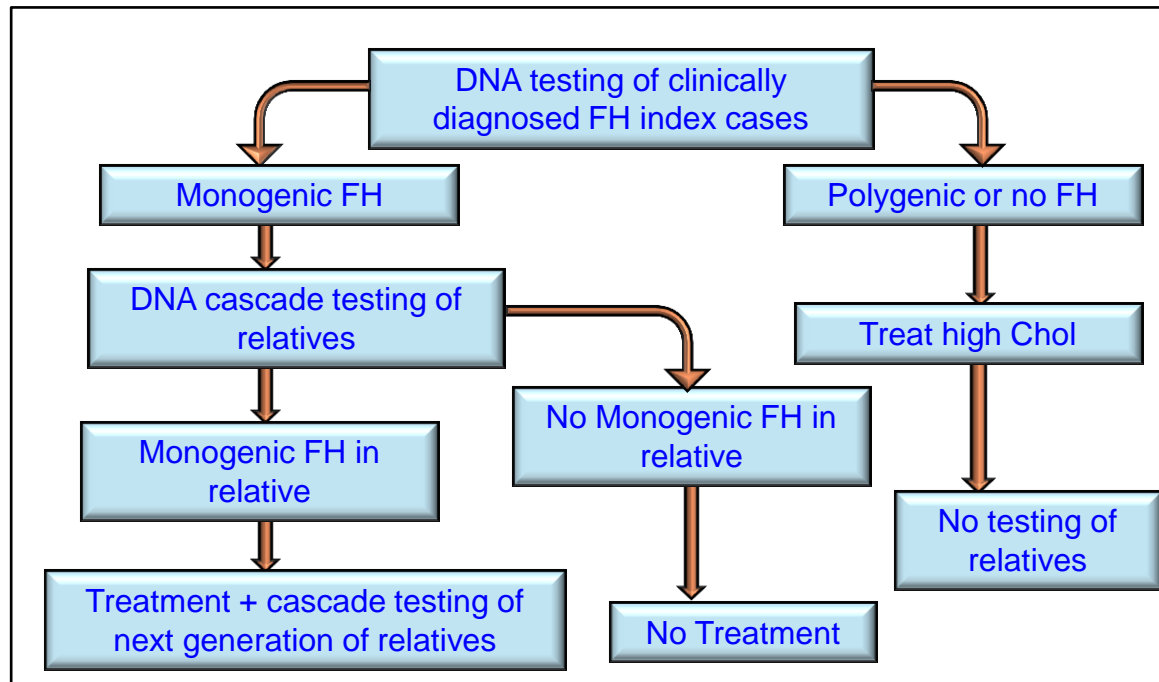 DNA testing of clinically
diagnosed FH index cases
Monogenic FH
Polygenic or no FH
DNA cascade testing of
relatives
Treat high Chol
No Monogenic FH in
relative
Monogenic FH in
relative
No testing of
relatives
Treatment + cascade testing of
next generation of relatives
No Treatment